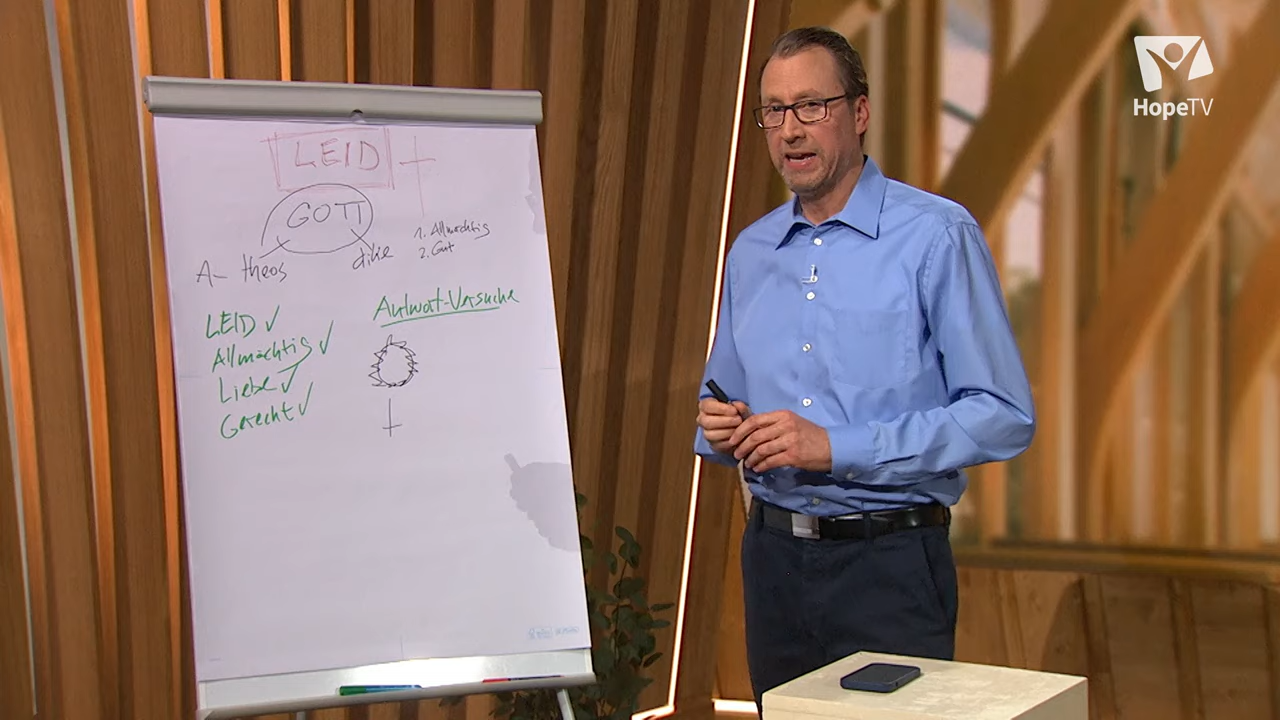 HopeTV
LEID
GOTT
1. Allmächtig
2. Gut
A- theos
dike
Antwort-Versuche
LEID ✓
Allmächtig ✓
Liebe ✓
Gerecht ✓